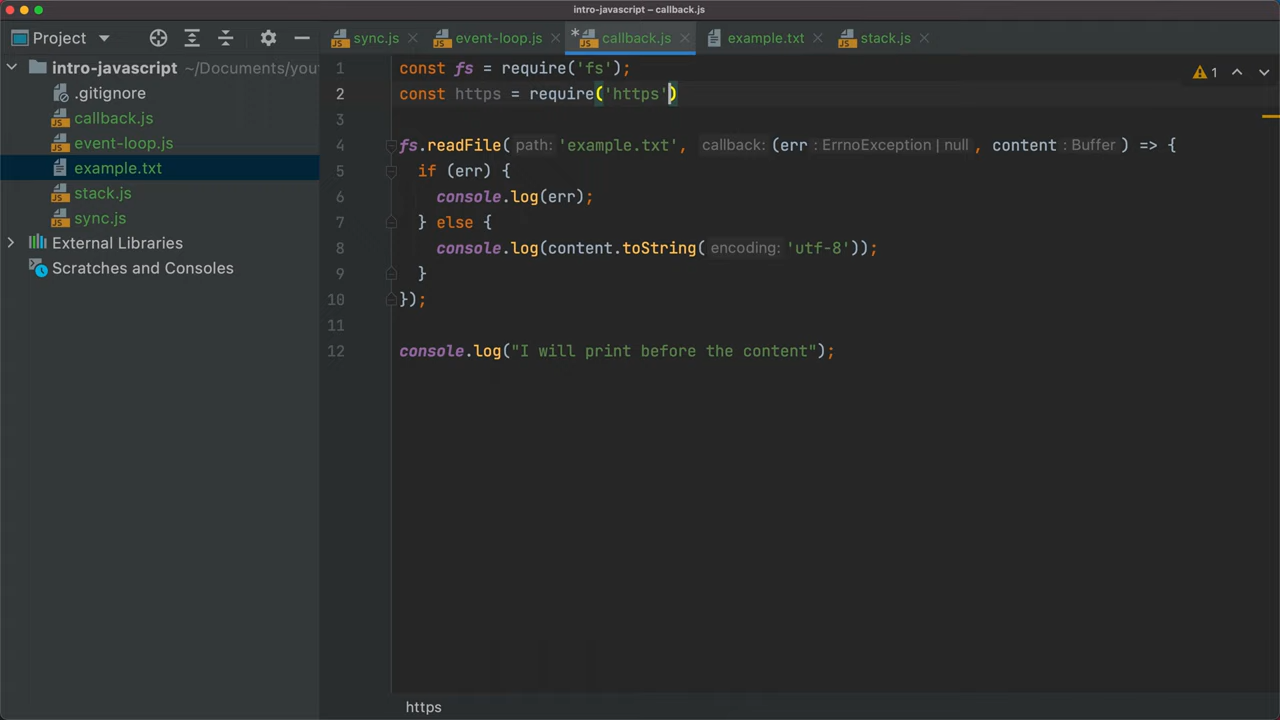 intro-javascript – callback.js
Project
sync.js
event-loop.js
*
callback.js
example.txt
stack.js
intro-javascript ~/Documents/you
.gitignore
callback.js
event-loop.js
example.txt
stack.js
sync.js
External Libraries
Scratches and Consoles
1
1 const fs = require('fs');
2 const https = require('https')
3
4 fs.readFile( path: 'example.txt', callback: (err : ErrnoException | null , content : Buffer ) => {
5 if (err) {
6 console.log(err);
7 } else {
8 console.log(content.toString( encoding: 'utf-8'));
9 }
10 });
11
12 console.log("I will print before the content");
https